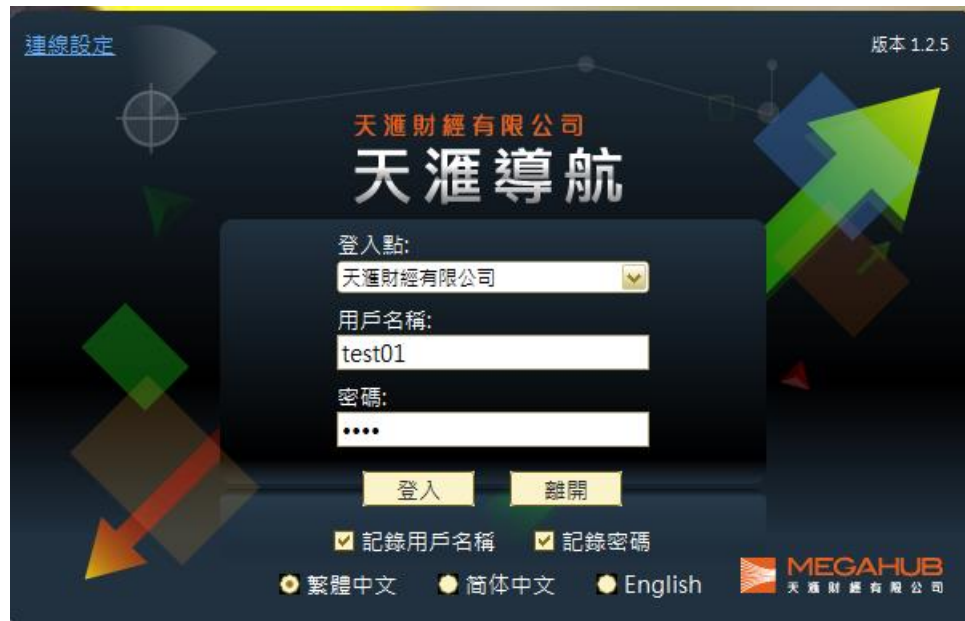 連線設定
版本 1.2.5
天滙財經有限公司
天滙導航
登入點:
天滙財經有限公司
用戶名稱:
test01
密碼:
••••
登入 離開
記錄用戶名稱 記錄密碼
繁體中文 简体中文 English
MEGAHUB
天滙財經有限公司